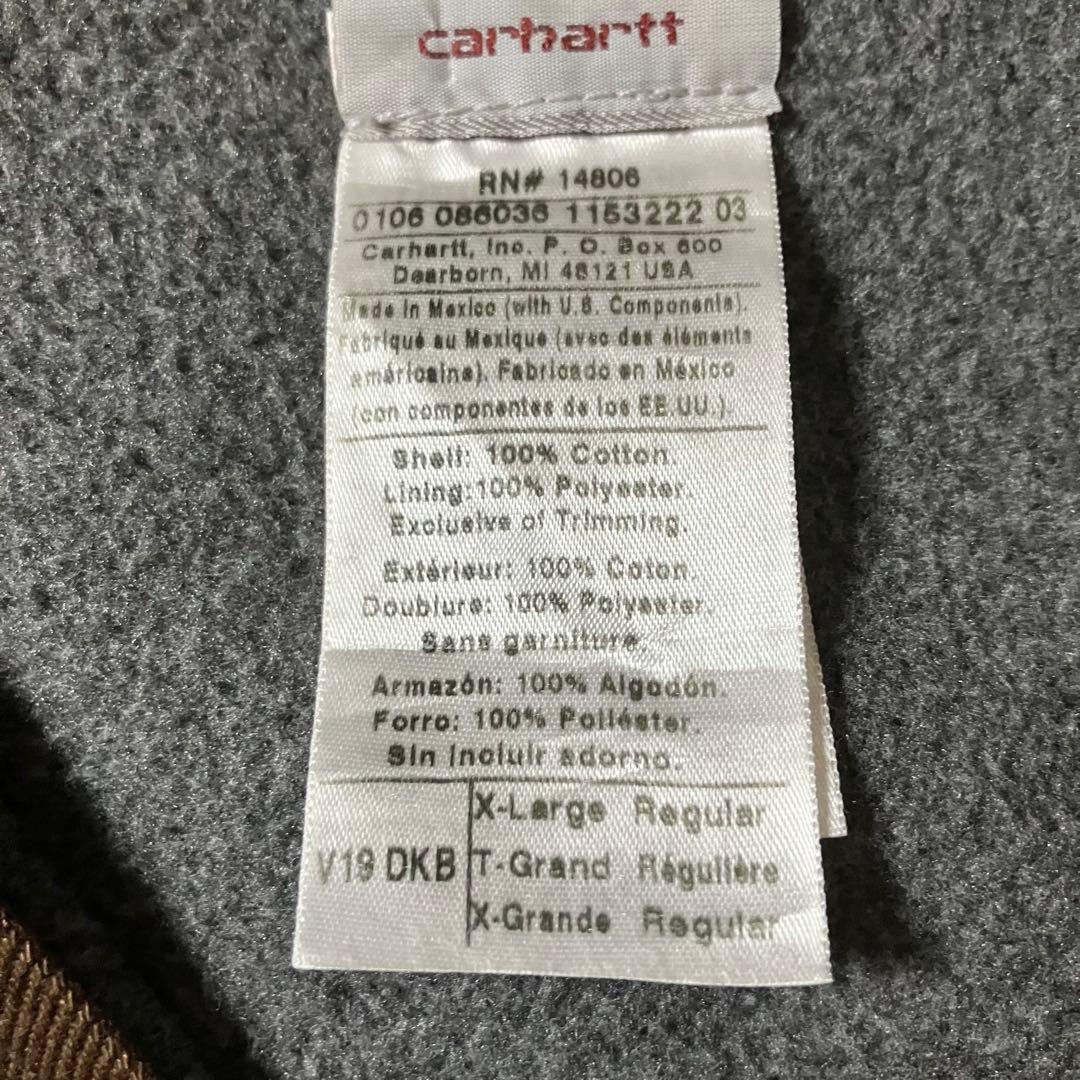 carhartt
RN# 14806
0106 086036 1153222 03
Carhartt, Inc. P. O. Box 600
Dearborn, MI 48121 USA
Made in Mexico (with U.S. Components).
Fabriqué au Mexique (avec des éléments
américains). Fabricado en México
(con componentes de los EE.UU.).
Shell: 100% Cotton.
Lining:100% Polyester.
Exclusive of Trimming.
Extérieur: 100% Coton.
Doublure: 100% Polyester.
Sans garniture.
Armazón: 100% Algodón.
Forro: 100% Poliéster.
Sin incluir adorno.
X-Large Regular
V19 DKB T-Grand Régulière
X-Grande Regular